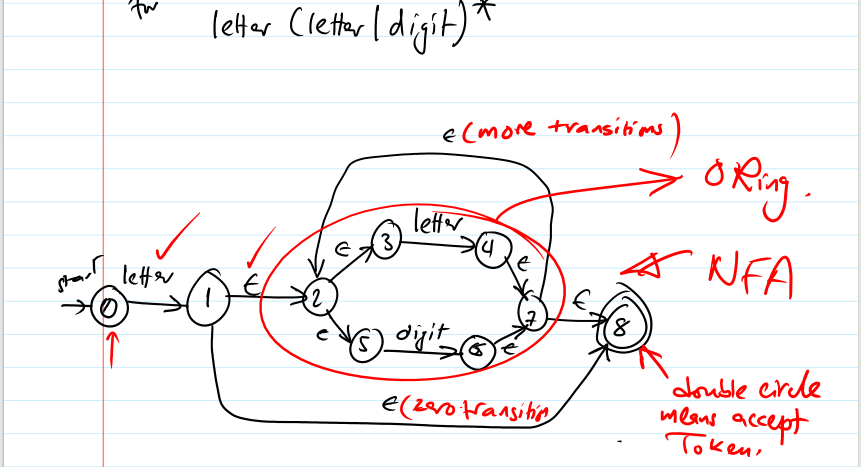 for
letter (letter | digit)*
ϵ (more transitions)
ORing.
letter
ϵ
3
4
ϵ
NFA
start
letter
ϵ
0
1
2
7
ϵ
8
ϵ
5
digit
6
ϵ
ϵ (zero transition
double circle
means accept
Token.